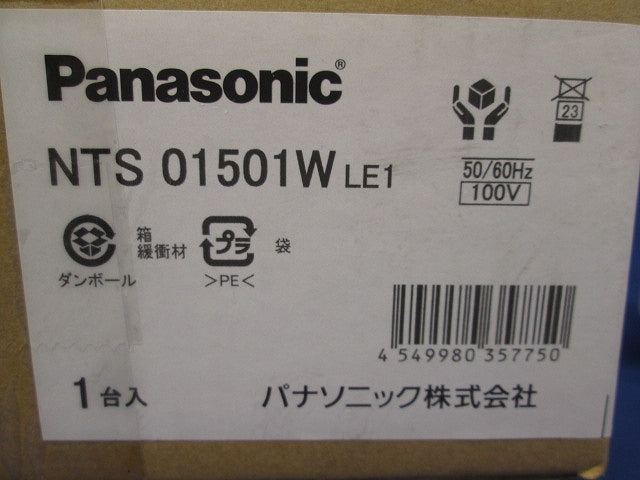 Panasonic®
NTS 01501W LE1
23
50/60Hz
100V
箱
緩衝材
ダンボール
プラ
袋
>PE<
4 549980 357750
1台入
パナソニック株式会社